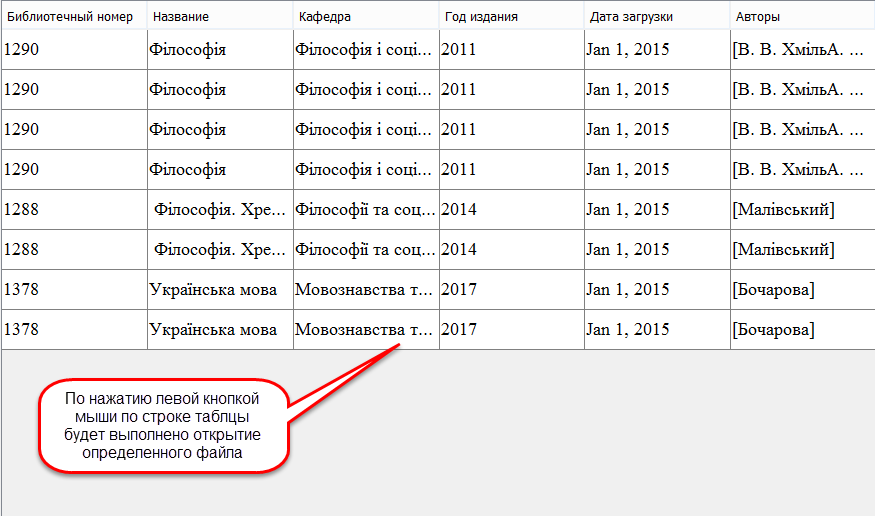 Библиотечный номер Название Кафедра Год издания Дата загрузки Авторы
1290 Філософія Філософія і соці... 2011 Jan 1, 2015 [В. В. ХмільА. ...
1290 Філософія Філософія і соці... 2011 Jan 1, 2015 [В. В. ХмільА. ...
1290 Філософія Філософія і соці... 2011 Jan 1, 2015 [В. В. ХмільА. ...
1290 Філософія Філософія і соці... 2011 Jan 1, 2015 [В. В. ХмільА. ...
1288 Філософія. Хре... Філософії та соц... 2014 Jan 1, 2015 [Малівський]
1288 Філософія. Хре... Філософії та соц... 2014 Jan 1, 2015 [Малівський]
1378 Українська мова Мовознавства т... 2017 Jan 1, 2015 [Бочарова]
1378 Українська мова Мовознавства т... 2017 Jan 1, 2015 [Бочарова]
По нажатию левой кнопкой
мыши по строке таблцы
будет выполнено открытие
определенного файла